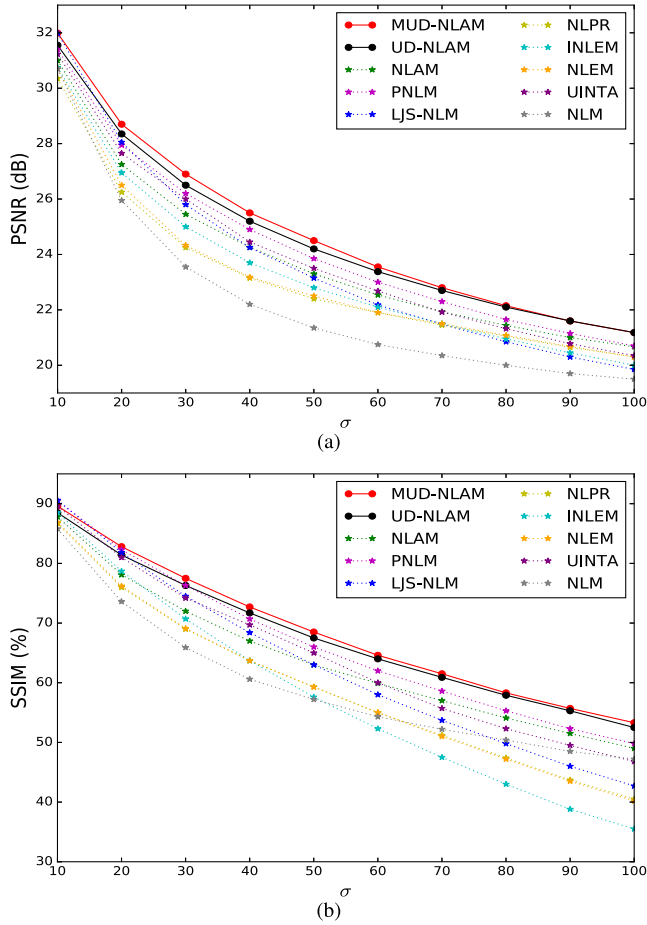 32
30
28
26
24
22
20
PSNR (dB)
MUD-NLAM
UD-NLAM
NLAM
PNLM
LJS-NLM
NLPR
INLEM
NLEM
UINTA
NLM
10 20 30 40 50 60 70 80 90 100
σ
(a)
90
80
70
60
50
40
30
SSIM (%)
MUD-NLAM
UD-NLAM
NLAM
PNLM
LJS-NLM
NLPR
INLEM
NLEM
UINTA
NLM
10 20 30 40 50 60 70 80 90 100
σ
(b)